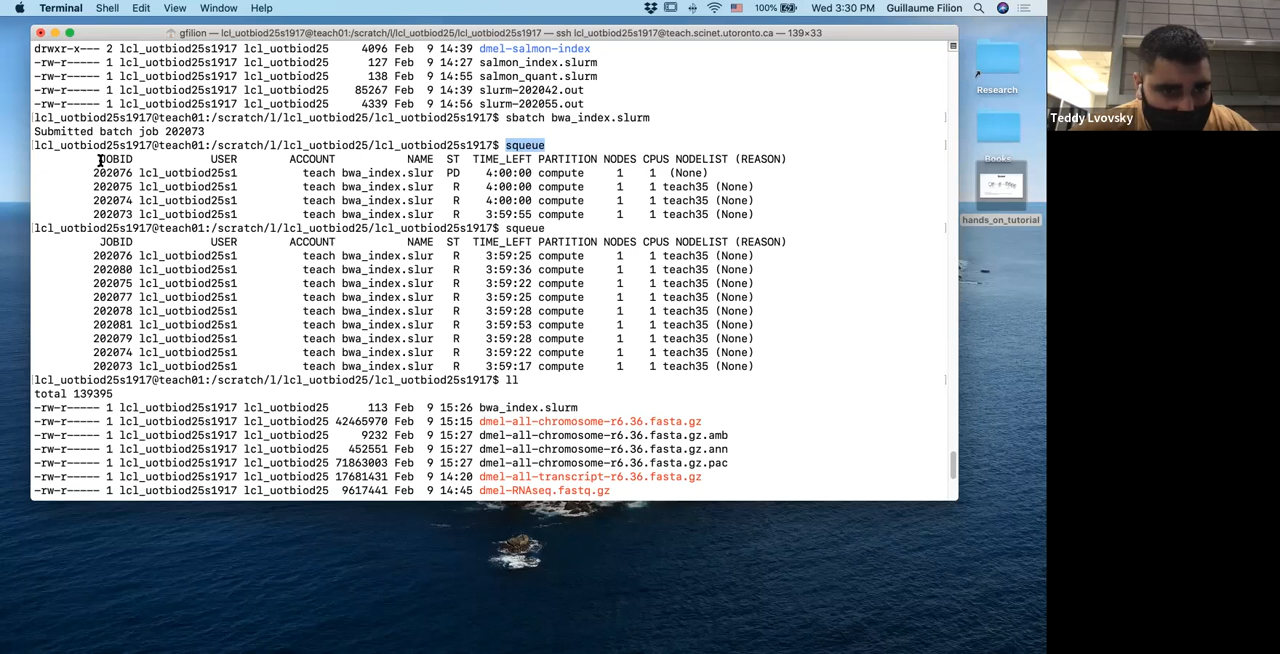 Terminal Shell Edit View Window Help 100% Wed 3:30 PM Guillaume Filion
gfilion — lcl_uotbiod25s1917@teach01:/scratch/l/lcl_uotbiod25/lcl_uotbiod25s1917 — ssh lcl_uotbiod25s1917@teach.scinet.utoronto.ca — 139×33
drwxr-x--- 2 lcl_uotbiod25s1917 lcl_uotbiod25 4096 Feb 9 14:39 dmel-salmon-index
-rw-r----- 1 lcl_uotbiod25s1917 lcl_uotbiod25 127 Feb 9 14:27 salmon_index.slurm
-rw-r----- 1 lcl_uotbiod25s1917 lcl_uotbiod25 138 Feb 9 14:55 salmon_quant.slurm
-rw-r----- 1 lcl_uotbiod25s1917 lcl_uotbiod25 85267 Feb 9 14:39 slurm-202042.out
-rw-r----- 1 lcl_uotbiod25s1917 lcl_uotbiod25 4339 Feb 9 14:56 slurm-202055.out
[lcl_uotbiod25s1917@teach01:/scratch/l/lcl_uotbiod25/lcl_uotbiod25s1917$ sbatch bwa_index.slurm ]
Submitted batch job 202073
[lcl_uotbiod25s1917@teach01:/scratch/l/lcl_uotbiod25/lcl_uotbiod25s1917$ squeue ]
JOBID USER ACCOUNT NAME ST TIME_LEFT PARTITION NODES CPUS NODELIST (REASON)
202076 lcl_uotbiod25s1 teach bwa_index.slur PD 4:00:00 compute 1 1 (None)
202075 lcl_uotbiod25s1 teach bwa_index.slur R 4:00:00 compute 1 1 teach35 (None)
202074 lcl_uotbiod25s1 teach bwa_index.slur R 4:00:00 compute 1 1 teach35 (None)
202073 lcl_uotbiod25s1 teach bwa_index.slur R 3:59:55 compute 1 1 teach35 (None)
[lcl_uotbiod25s1917@teach01:/scratch/l/lcl_uotbiod25/lcl_uotbiod25s1917$ squeue ]
JOBID USER ACCOUNT NAME ST TIME_LEFT PARTITION NODES CPUS NODELIST (REASON)
202076 lcl_uotbiod25s1 teach bwa_index.slur R 3:59:25 compute 1 1 teach35 (None)
202080 lcl_uotbiod25s1 teach bwa_index.slur R 3:59:36 compute 1 1 teach35 (None)
202075 lcl_uotbiod25s1 teach bwa_index.slur R 3:59:22 compute 1 1 teach35 (None)
202077 lcl_uotbiod25s1 teach bwa_index.slur R 3:59:25 compute 1 1 teach35 (None)
202078 lcl_uotbiod25s1 teach bwa_index.slur R 3:59:28 compute 1 1 teach35 (None)
202081 lcl_uotbiod25s1 teach bwa_index.slur R 3:59:53 compute 1 1 teach35 (None)
202079 lcl_uotbiod25s1 teach bwa_index.slur R 3:59:28 compute 1 1 teach35 (None)
202074 lcl_uotbiod25s1 teach bwa_index.slur R 3:59:22 compute 1 1 teach35 (None)
202073 lcl_uotbiod25s1 teach bwa_index.slur R 3:59:17 compute 1 1 teach35 (None)
[lcl_uotbiod25s1917@teach01:/scratch/l/lcl_uotbiod25/lcl_uotbiod25s1917$ ll ]
total 139395
-rw-r----- 1 lcl_uotbiod25s1917 lcl_uotbiod25 113 Feb 9 15:26 bwa_index.slurm
-rw-r----- 1 lcl_uotbiod25s1917 lcl_uotbiod25 42465970 Feb 9 15:15 dmel-all-chromosome-r6.36.fasta.gz
-rw-r----- 1 lcl_uotbiod25s1917 lcl_uotbiod25 9232 Feb 9 15:27 dmel-all-chromosome-r6.36.fasta.gz.amb
-rw-r----- 1 lcl_uotbiod25s1917 lcl_uotbiod25 452551 Feb 9 15:27 dmel-all-chromosome-r6.36.fasta.gz.ann
-rw-r----- 1 lcl_uotbiod25s1917 lcl_uotbiod25 71863003 Feb 9 15:27 dmel-all-chromosome-r6.36.fasta.gz.pac
-rw-r----- 1 lcl_uotbiod25s1917 lcl_uotbiod25 17681431 Feb 9 14:20 dmel-all-transcript-r6.36.fasta.gz
-rw-r----- 1 lcl_uotbiod25s1917 lcl_uotbiod25 9617441 Feb 9 14:45 dmel-RNAseq.fastq.gz
Research
Books
hands_on_tutorial
Teddy Lvovsky